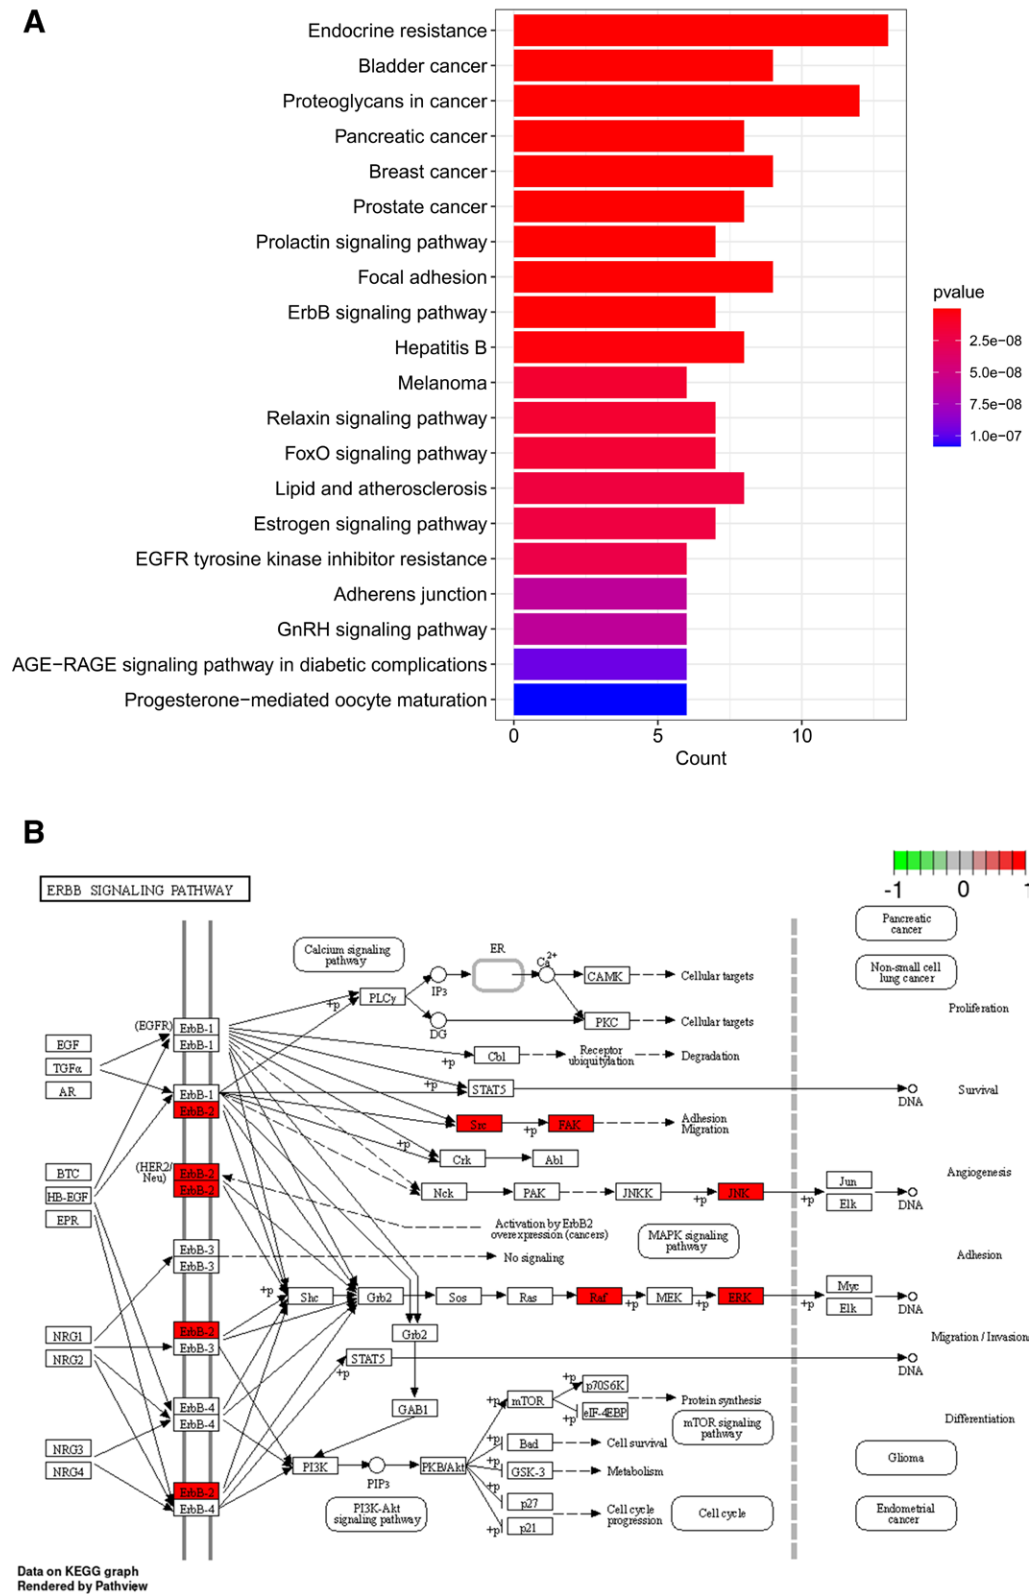 A
Endocrine resistance
Bladder cancer
Proteoglycans in cancer
Pancreatic cancer
Breast cancer
Prostate cancer
Prolactin signaling pathway
Focal adhesion
ErbB signaling pathway
Hepatitis B
Melanoma
Relaxin signaling pathway
FoxO signaling pathway
Lipid and atherosclerosis
Estrogen signaling pathway
EGFR tyrosine kinase inhibitor resistance
Adherens junction
GnRH signaling pathway
AGE−RAGE signaling pathway in diabetic complications
Progesterone−mediated oocyte maturation
0 5 10
Count
pvalue
2.5e−08
5.0e−08
7.5e−08
1.0e−07
B
-1 0 1
ERBB SIGNALING PATHWAY
Calcium signaling
pathway
ER
Ca2+
IP3
CAMK
Cellular targets
PLCγ
+p
DG
PKC
Cellular targets
(EGFR)
ErbB-1
ErbB-1
EGF
TGFα
AR
Cbl
+p
Receptor
ubiquitylation
Degradation
ErbB-1
ErbB-2
+p
STAT5
DNA
Src
+p
FAK
Adhesion
Migration
+p
Crk
Abl
BTC
HB-EGF
EPR
(HER2/
Neu)
ErbB-2
ErbB-2
Nck
PAK
JNKK
+p
JNK
+p
Jun
Elk
DNA
Activation by ErbB2
overexpression (cancers)
MAPK signaling
pathway
ErbB-3
ErbB-3
No signaling
+p
Shc
Grb2
Sos
Ras
Raf
+p
MEK
+p
ERK
+p
Myc
Elk
DNA
NRG1
NRG2
ErbB-2
ErbB-3
Grb2
+p
STAT5
DNA
ErbB-4
ErbB-4
GAB1
+p
mTOR
+p
p70S6K
+p
eIF-4EBP
Protein synthesis
mTOR signaling
pathway
NRG3
NRG4
PI3K
PIP3
PKB/Akt
+p
Bad
Cell survival
+p
GSK-3
Metabolism
ErbB-2
ErbB-4
PI3K-Akt
signaling pathway
+p
p27
+p
p21
Cell cycle
progression
Cell cycle
Pancreatic
cancer
Non-small cell
lung cancer
Proliferation
Survival
Angiogenesis
Adhesion
Migration / Invasion
Differentiation
Glioma
Endometrial
cancer
Data on KEGG graph
Rendered by Pathview